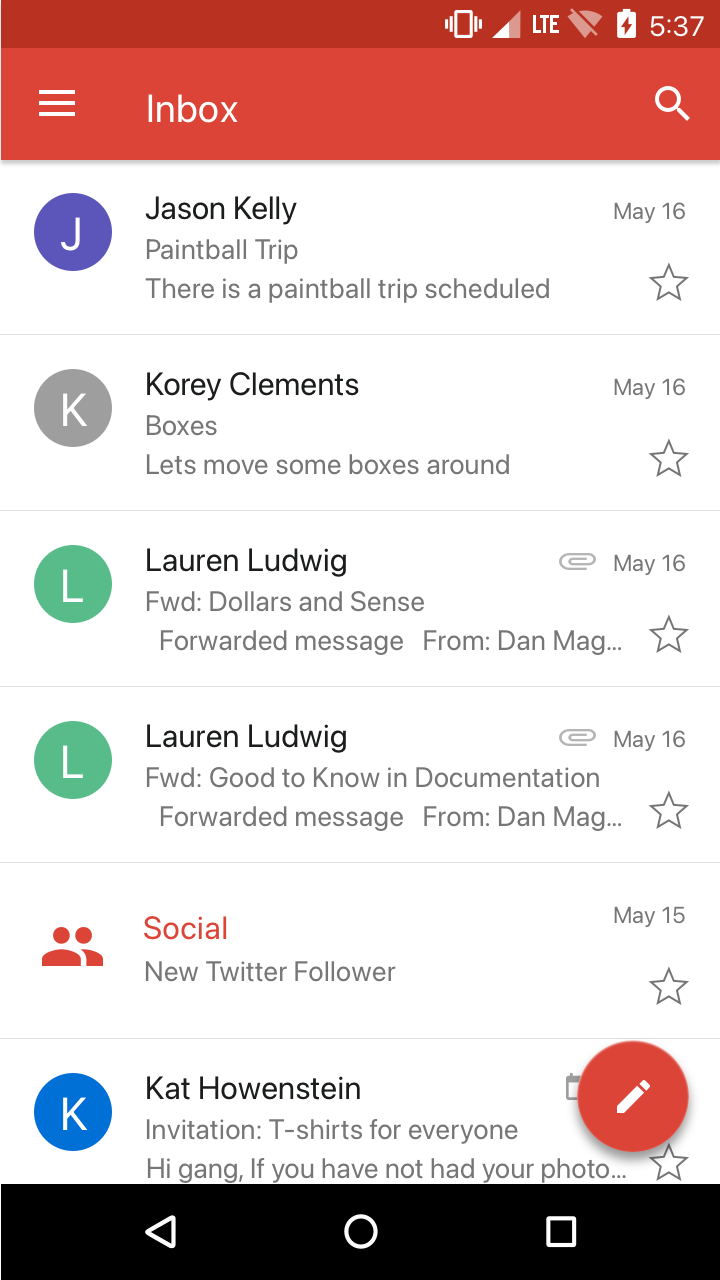 LTE 5:37
Inbox
J
Jason Kelly
May 16
Paintball Trip
There is a paintball trip scheduled
K
Korey Clements
May 16
Boxes
Lets move some boxes around
L
Lauren Ludwig
May 16
Fwd: Dollars and Sense
Forwarded message From: Dan Mag...
L
Lauren Ludwig
May 16
Fwd: Good to Know in Documentation
Forwarded message From: Dan Mag...
Social
May 15
New Twitter Follower
K
Kat Howenstein
Invitation: T-shirts for everyone
Hi gang, If you have not had your photo...